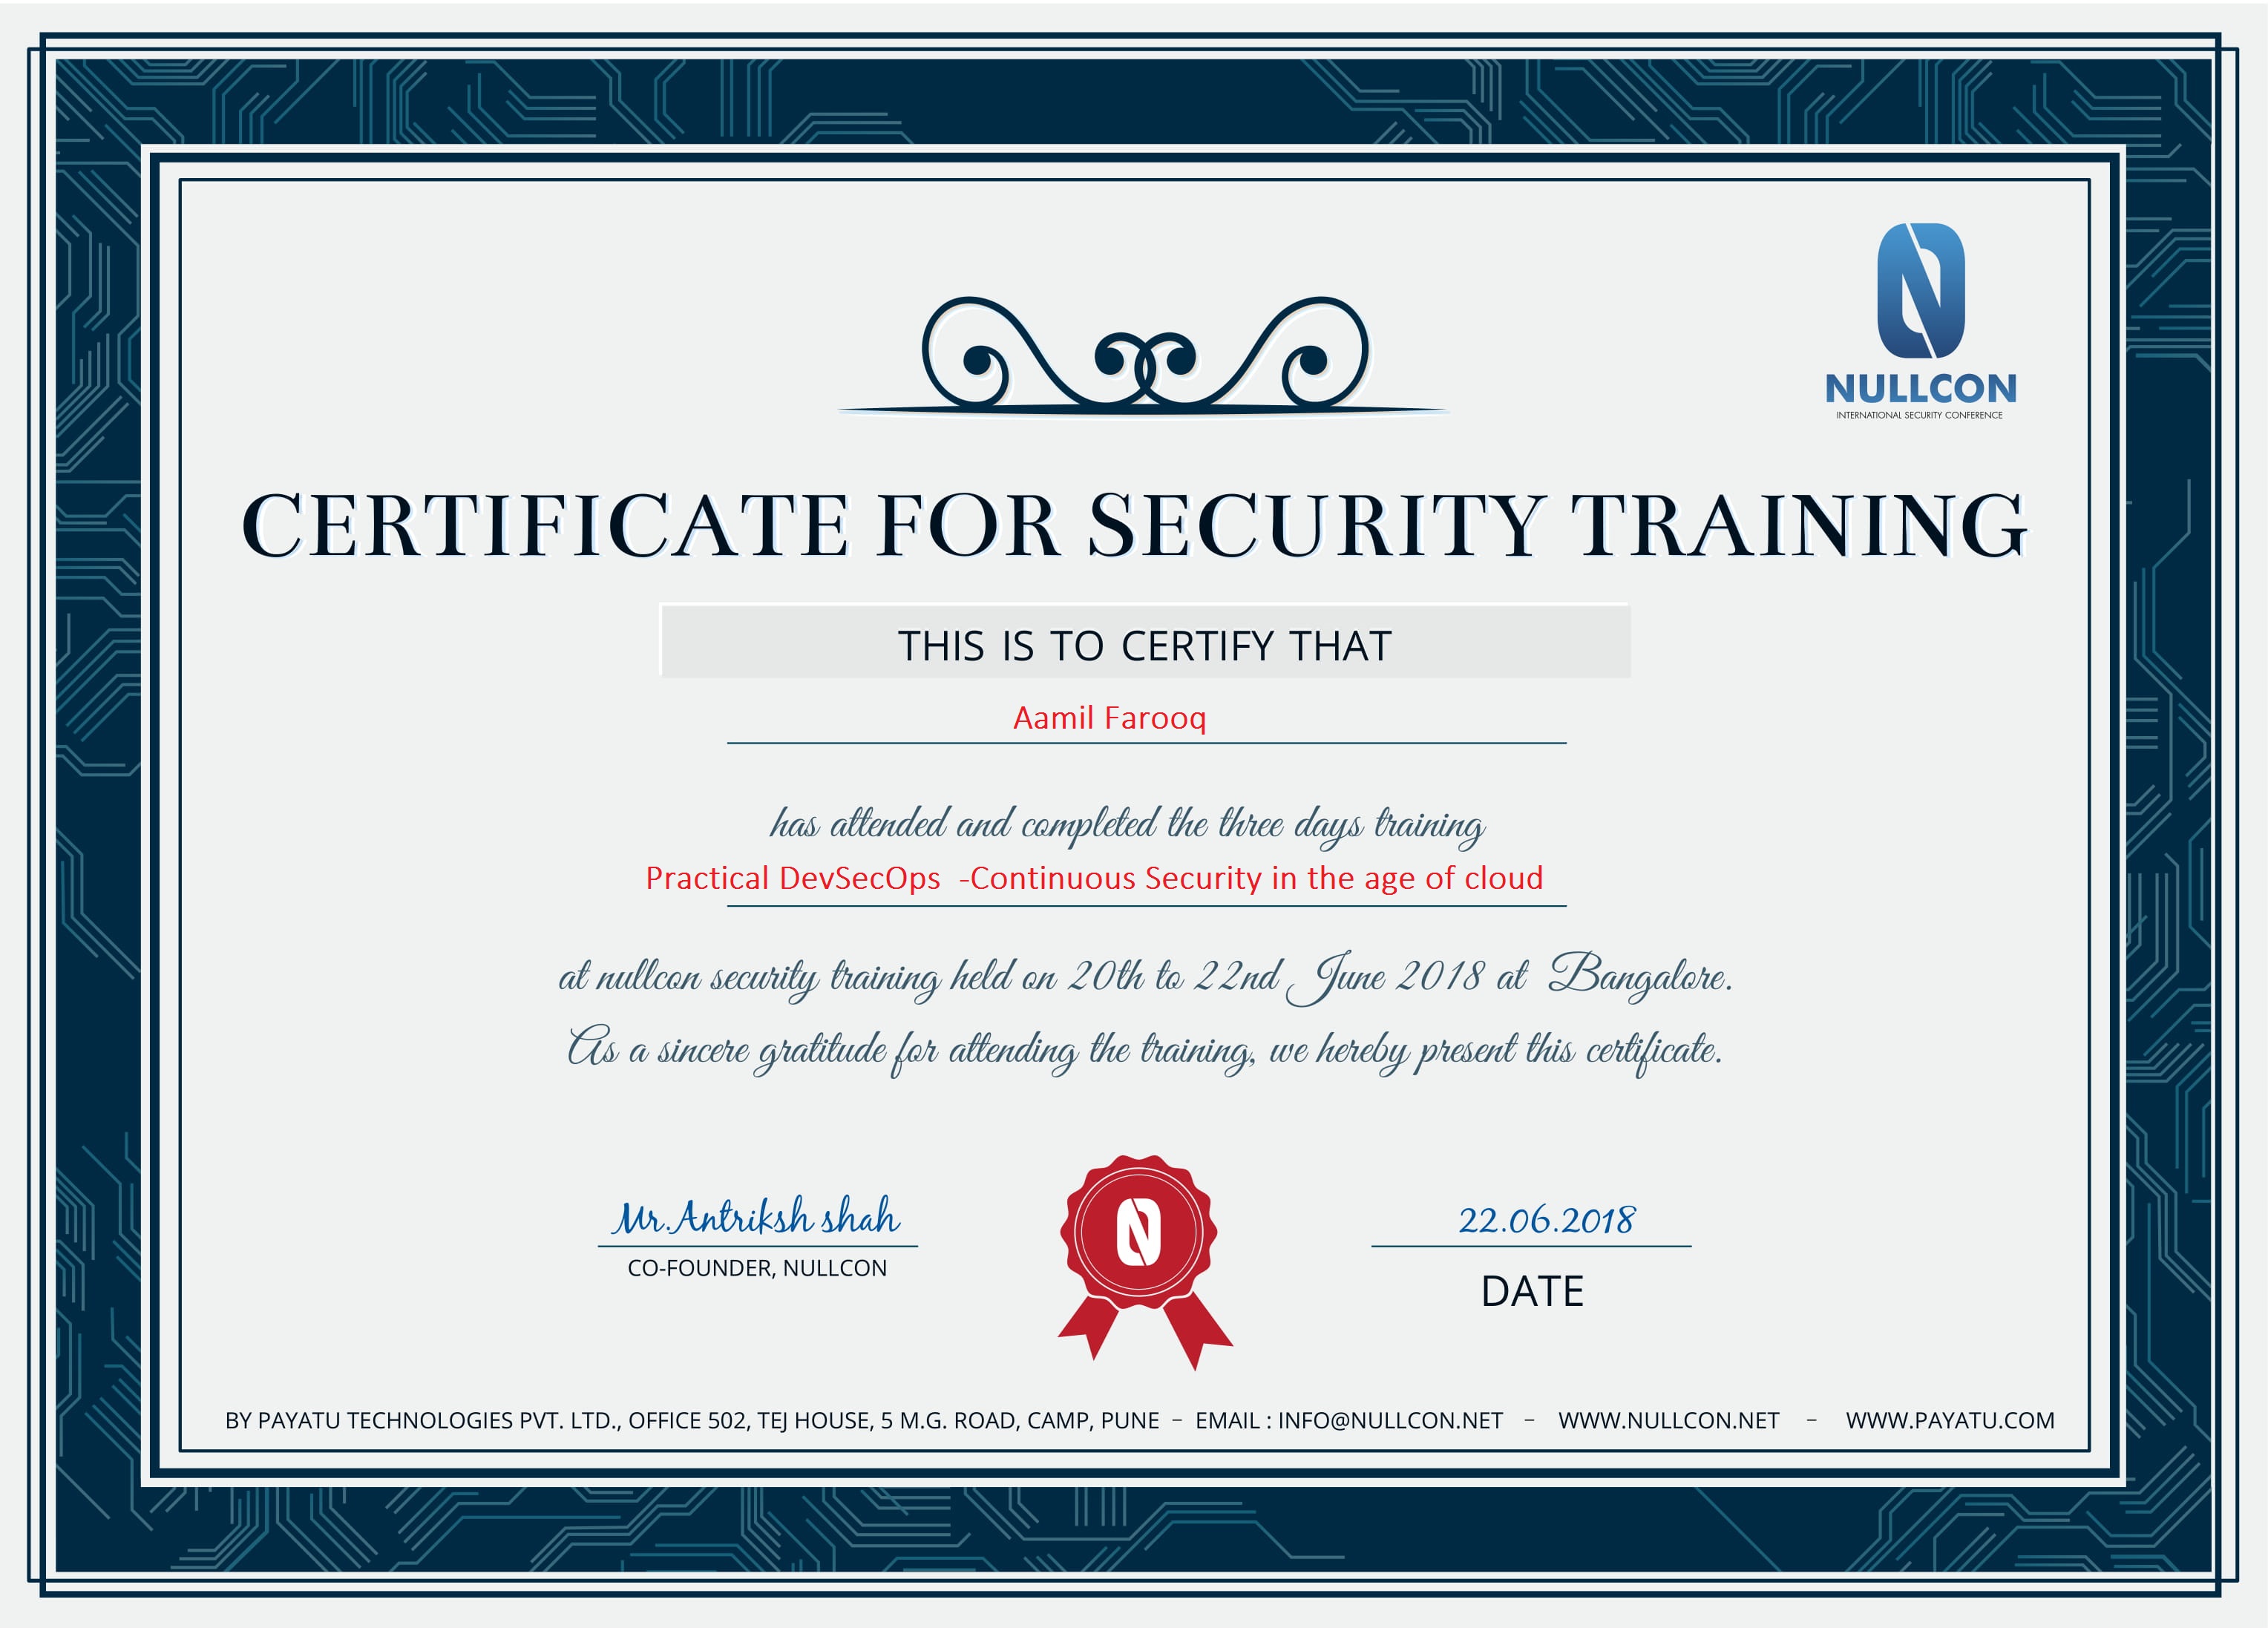 NULLCON
INTERNATIONAL SECURITY CONFERENCE
CERTIFICATE FOR SECURITY TRAINING
THIS IS TO CERTIFY THAT
Aamil Farooq
has attended and completed the three days training
Practical DevSecOps -Continuous Security in the age of cloud
at nullcon security training held on 20th to 22nd June 2018 at Bangalore.
As a sincere gratitude for attending the training, we hereby present this certificate.
Mr.Antriksh shah
CO-FOUNDER, NULLCON
22.06.2018
DATE
BY PAYATU TECHNOLOGIES PVT. LTD., OFFICE 502, TEJ HOUSE, 5 M.G. ROAD, CAMP, PUNE - EMAIL : INFO@NULLCON.NET - WWW.NULLCON.NET - WWW.PAYATU.COM